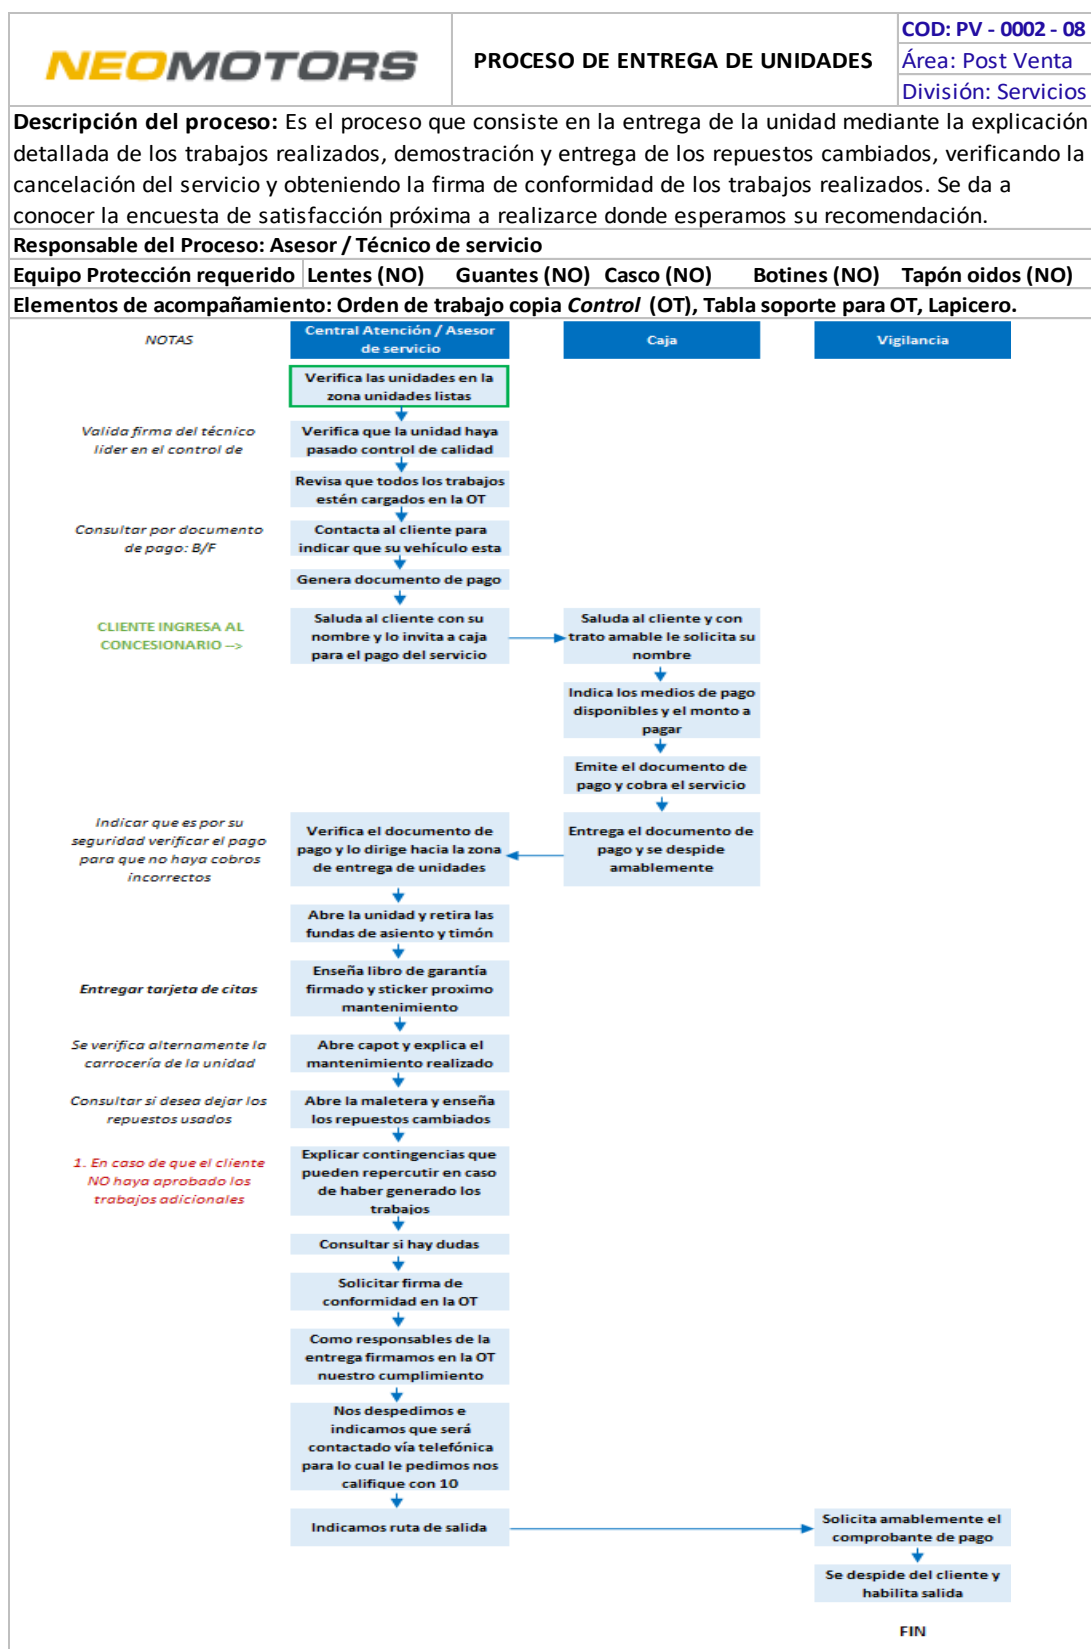 NEOMOTORS
PROCESO DE ENTREGA DE UNIDADES
COD: PV - 0002 - 08
Área: Post Venta
División: Servicios
Descripción del proceso: Es el proceso que consiste en la entrega de la unidad mediante la explicación
detallada de los trabajos realizados, demostración y entrega de los repuestos cambiados, verificando la
cancelación del servicio y obteniendo la firma de conformidad de los trabajos realizados. Se da a
conocer la encuesta de satisfacción próxima a realizarce donde esperamos su recomendación.
Responsable del Proceso: Asesor / Técnico de servicio
Equipo Protección requerido Lentes (NO) Guantes (NO) Casco (NO) Botines (NO) Tapón oidos (NO)
Elementos de acompañamiento: Orden de trabajo copia Control (OT), Tabla soporte para OT, Lapicero.
NOTAS
Central Atención / Asesor
de servicio
Caja
Vigilancia
Verifica las unidades en la
zona unidades listas
Valida firma del técnico
lider en el control de
Verifica que la unidad haya
pasado control de calidad
Revisa que todos los trabajos
estén cargados en la OT
Consultar por documento
de pago: B/F
Contacta al cliente para
indicar que su vehículo esta
Genera documento de pago
CLIENTE INGRESA AL
CONCESIONARIO -->
Saluda al cliente con su
nombre y lo invita a caja
para el pago del servicio
Saluda al cliente y con
trato amable le solicita su
nombre
Indica los medios de pago
disponibles y el monto a
pagar
Emite el documento de
pago y cobra el servicio
Indicar que es por su
seguridad verificar el pago
para que no haya cobros
incorrectos
Verifica el documento de
pago y lo dirige hacia la zona
de entrega de unidades
Entrega el documento de
pago y se despide
amablemente
Abre la unidad y retira las
fundas de asiento y timón
Entregar tarjeta de citas
Enseña libro de garantía
firmado y sticker proximo
mantenimiento
Se verifica alternamente la
carrocería de la unidad
Abre capot y explica el
mantenimiento realizado
Consultar si desea dejar los
repuestos usados
Abre la maletera y enseña
los repuestos cambiados
1. En caso de que el cliente
NO haya aprobado los
trabajos adicionales
Explicar contingencias que
pueden repercutir en caso
de haber generado los
trabajos
Consultar si hay dudas
Solicitar firma de
conformidad en la OT
Como responsables de la
entrega firmamos en la OT
nuestro cumplimiento
Nos despedimos e
indicamos que será
contactado vía telefónica
para lo cual le pedimos nos
califique con 10
Indicamos ruta de salida
Solicita amablemente el
comprobante de pago
Se despide del cliente y
habilita salida
FIN